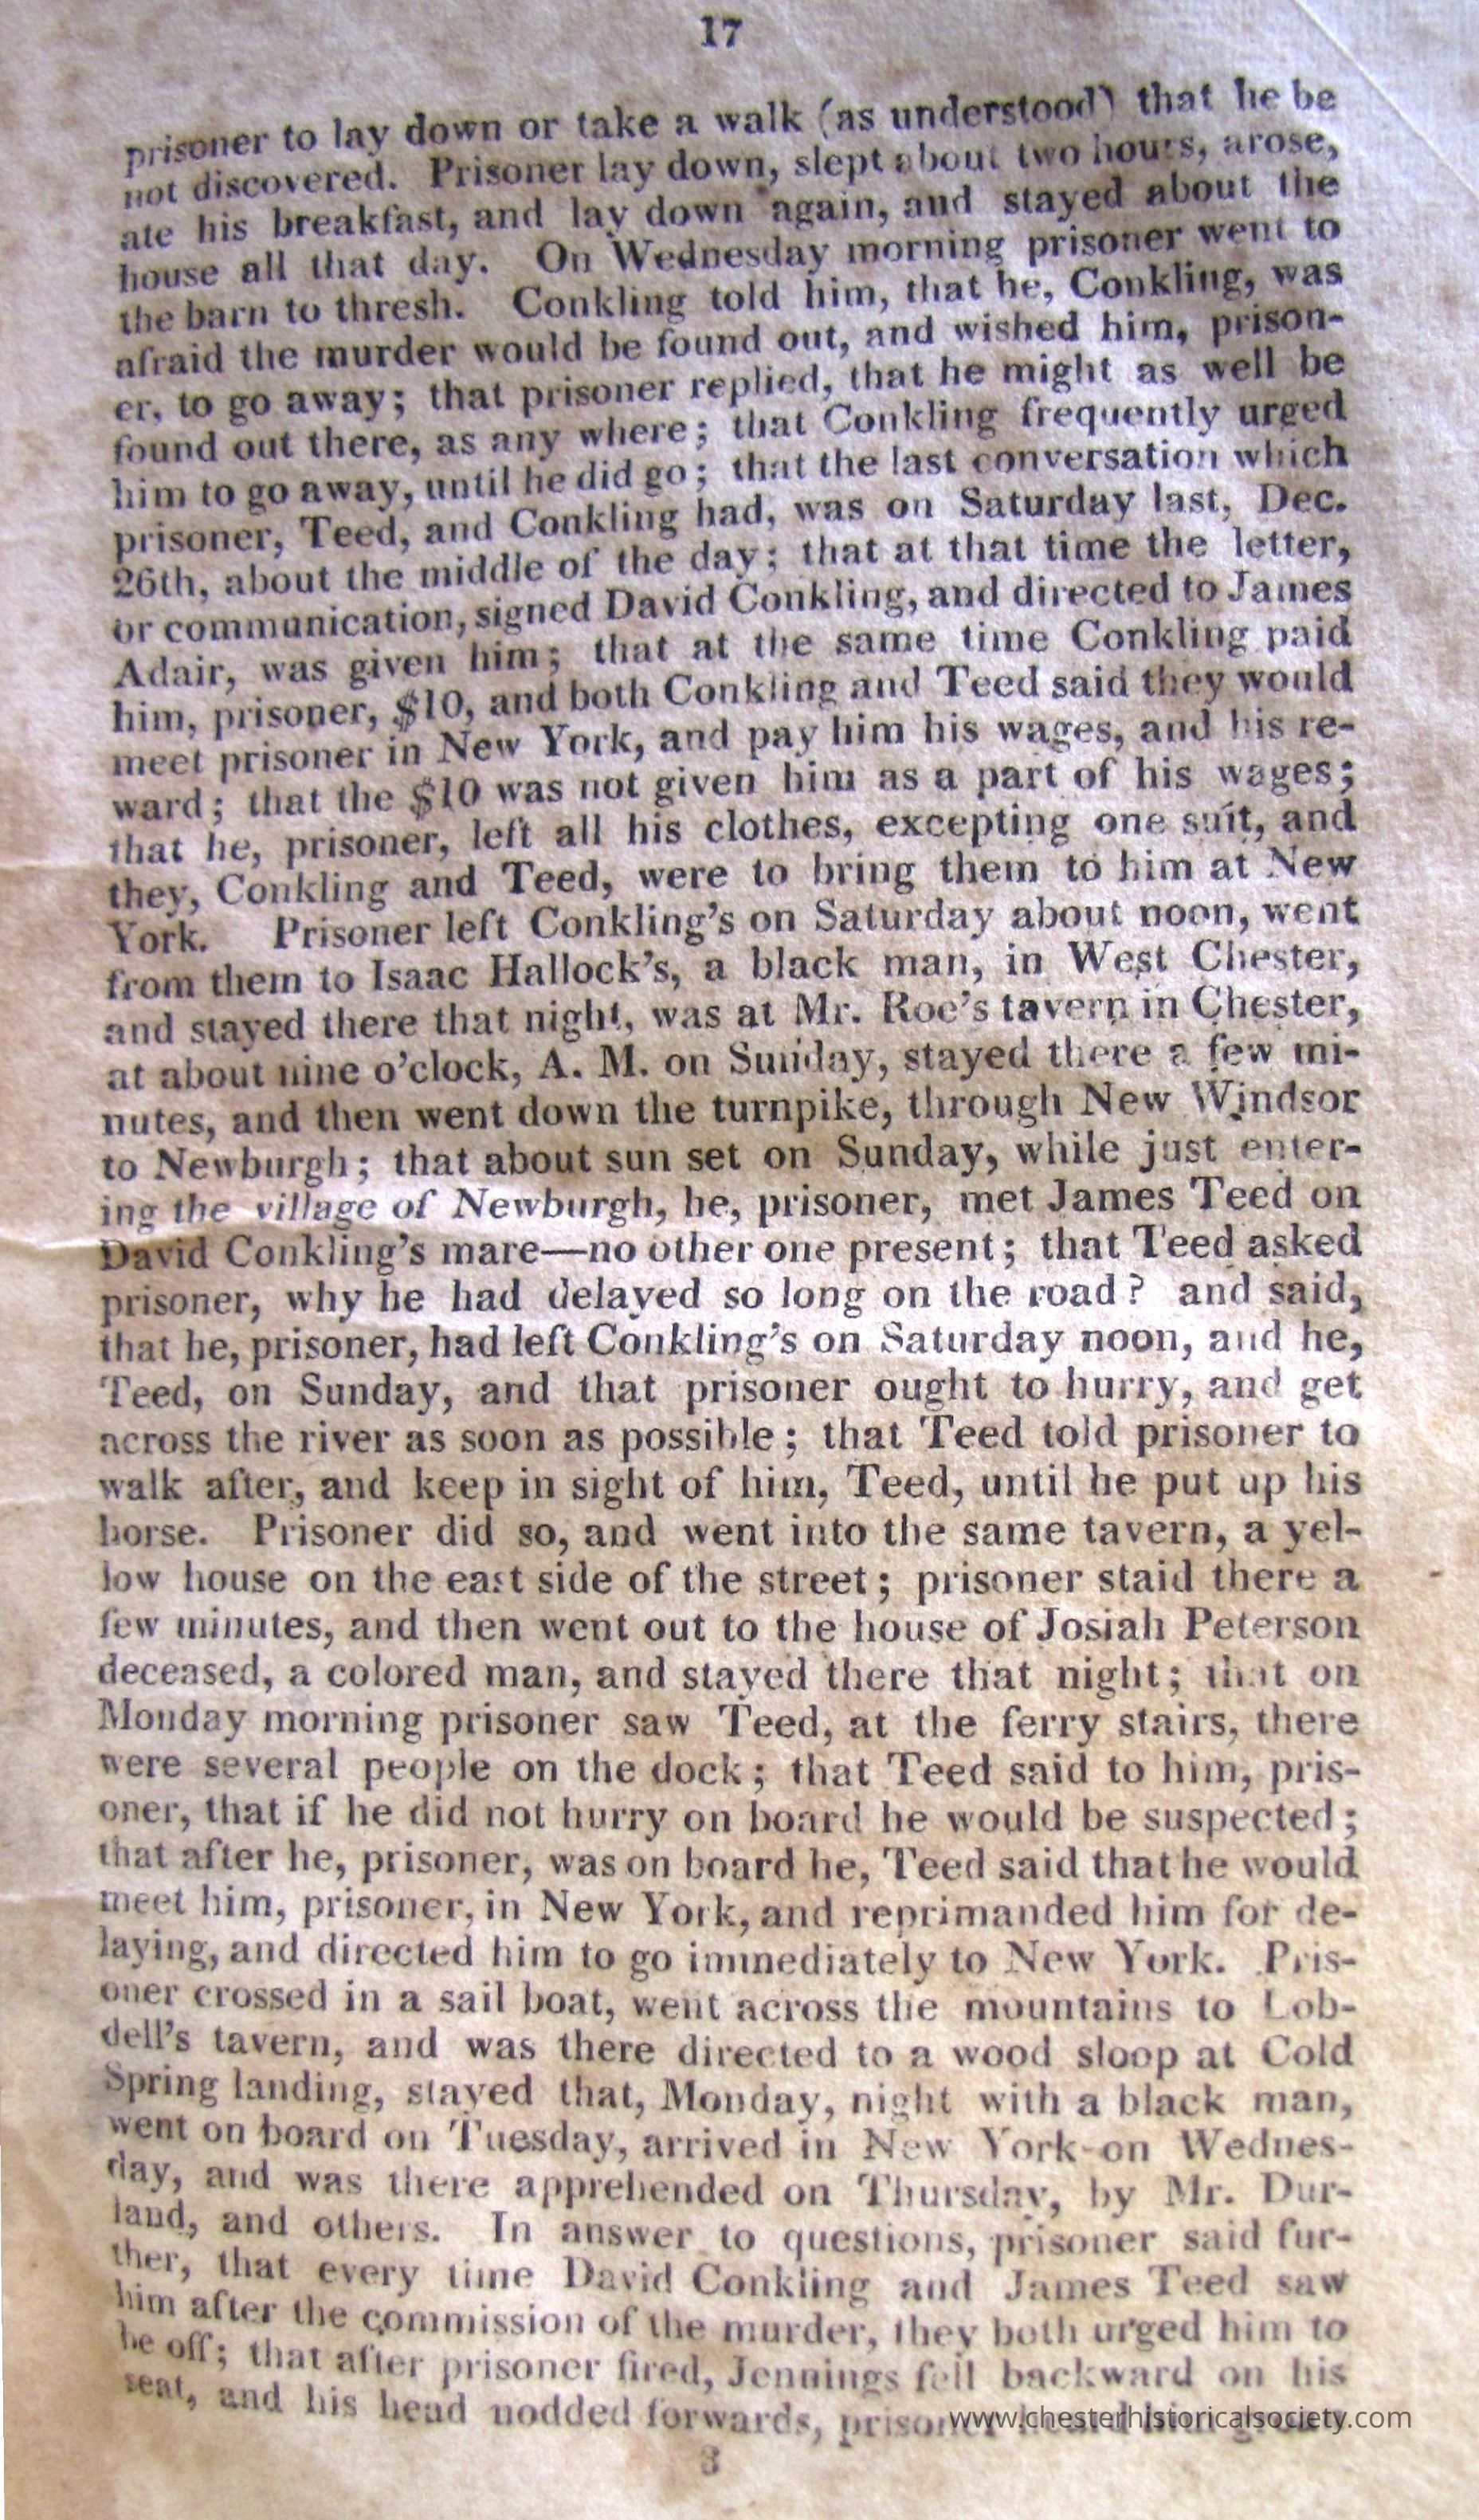 17
prisoner to lay down or take a walk (as understood) that he be
not discovered. Prisoner lay down, slept about two hours, arose,
ate his breakfast, and lay down again, and stayed about the
house all that day. On Wednesday morning prisoner went to
the barn to thresh. Conkling told him, that he, Conkling, was
afraid the murder would be found out, and wished him, prison-
er, to go away; that prisoner replied, that he might as well be
found out there, as any where; that Conkling frequently urged
him to go away, until he did go; that the last conversation which
prisoner, Teed, and Conkling had, was on Saturday last, Dec.
26th, about the middle of the day; that at that time the letter,
or communication, signed David Conkling, and directed to James
Adair, was given him; that at the same time Conkling paid
him, prisoner, $10, and both Conkling and Teed said they would
meet prisoner in New York, and pay him his wages, and his re-
ward; that the $10 was not given him as a part of his wages;
that he, prisoner, left all his clothes, excepting one suit, and
they, Conkling and Teed, were to bring them to him at New
York. Prisoner left Conkling's on Saturday about noon, went
from them to Isaac Hallock's, a black man, in West Chester,
and stayed there that night, was at Mr. Roe's tavern in Chester,
at about nine o'clock, A. M. on Sunday, stayed there a few mi-
nutes, and then went down the turnpike, through New Windsor
to Newburgh; that about sun set on Sunday, while just enter-
ing the village of Newburgh, he, prisoner, met James Teed on
David Conkling's mare—no other one present; that Teed asked
prisoner, why he had delayed so long on the road? and said,
that he, prisoner, had left Conkling's on Saturday noon, and he,
Teed, on Sunday, and that prisoner ought to hurry, and get
across the river as soon as possible; that Teed told prisoner to
walk after, and keep in sight of him, Teed, until he put up his
horse. Prisoner did so, and went into the same tavern, a yel-
low house on the east side of the street; prisoner staid there a
few minutes, and then went out to the house of Josiah Peterson
deceased, a colored man, and stayed there that night; that on
Monday morning prisoner saw Teed, at the ferry stairs, there
were several people on the dock; that Teed said to him, pris-
oner, that if he did not hurry on board he would be suspected;
that after he, prisoner, was on board he, Teed said that he would
meet him, prisoner, in New York, and reprimanded him for de-
laying, and directed him to go immediately to New York. Pris-
oner crossed in a sail boat, went across the mountains to Lob-
dell's tavern, and was there directed to a wood sloop at Cold
Spring landing, stayed that, Monday, night with a black man,
went on board on Tuesday, arrived in New York on Wednes-
day, and was there apprehended on Thursday, by Mr. Dur-
land, and others. In answer to questions, prisoner said fur-
ther, that every time David Conkling and James Teed saw
him after the commission of the murder, they both urged him to
be off; that after prisoner fired, Jennings fell backward on his
seat, and his head nodded forwards, prisoner
www.chesterhistoricalsociety.com
3